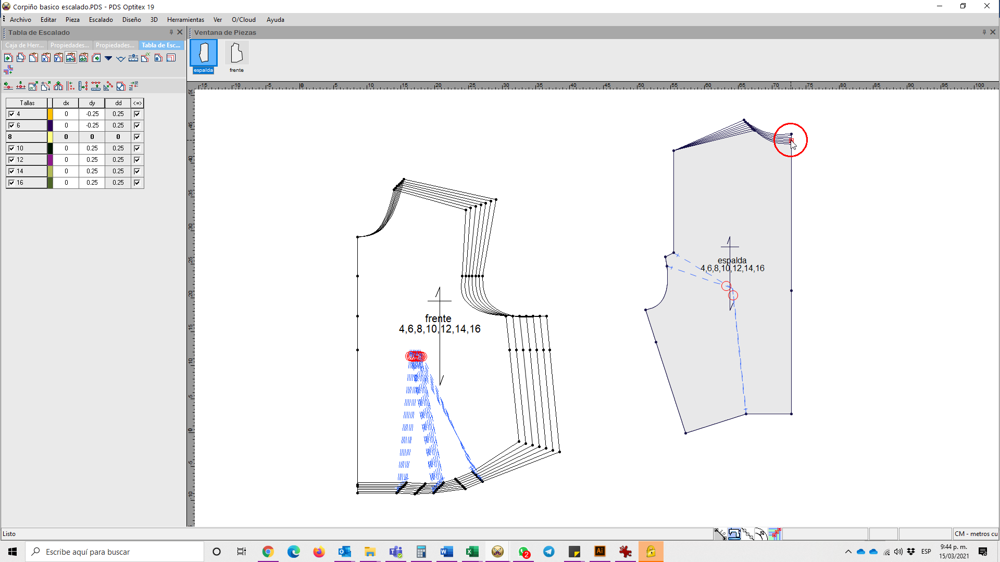 Corpiño basico escalado.PDS - PDS Optitex 19
Archivo Editar Pieza Escalado Diseño 3D Herramientas Ver O/Cloud Ayuda
Tabla de Escalado
Ventana de Piezas
Caja de Herr... Propiedades... Propiedades... Tabla de Esc...
espalda frente
-15 -10 -5 0 5 10 15 20 25 30 35 40 45 50 55 60 65 70 75 80 85 90 95 100
50 45 40 35 30 25 20 15 10 5 0 -5 -10
Tallas dx dy dd <=>
4 0 -0.25 0.25
6 0 -0.25 0.25
8 0 0 0
10 0 0.25 0.25
12 0 0.25 0.25
14 0 0.25 0.25
16 0 0.25 0.25
espalda
4,6,8,10,12,14,16
frente
4,6,8,10,12,14,16
Listo
CM - metros cu
Escribe aquí para buscar
2
ESP
9:44 p. m.
15/03/2021